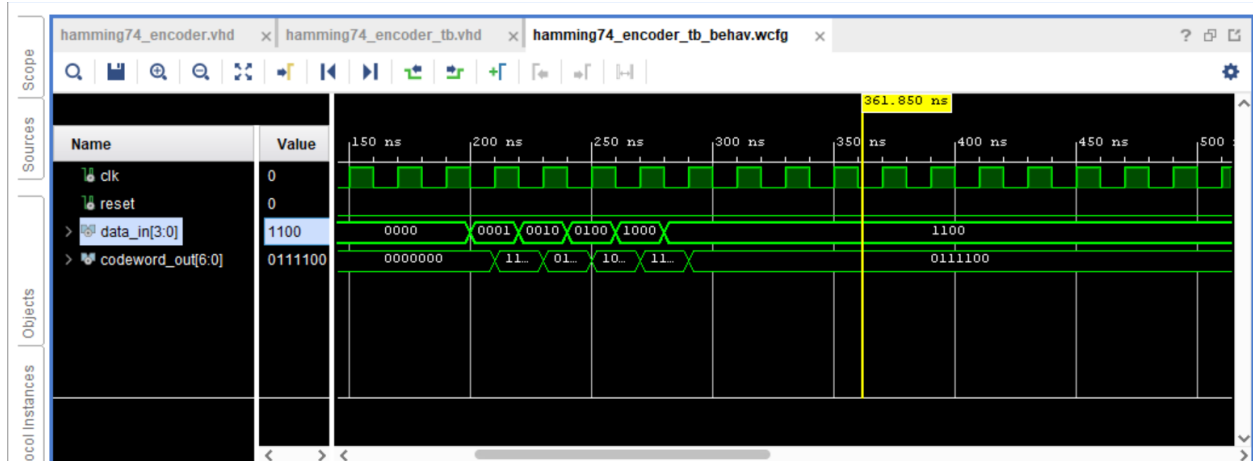 hamming74_encoder.vhd × hamming74_encoder_tb.vhd × hamming74_encoder_tb_behav.wcfg ×
Scope
Sources
Objects
ocol Instances
361.850 ns
Name Value 150 ns 200 ns 250 ns 300 ns 350 ns 400 ns 450 ns 500
clk 0
reset 0
data_in[3:0] 1100 0000 0001 0010 0100 1000 1100
codeword_out[6:0] 0111100 0000000 11... 01... 10... 11... 0111100